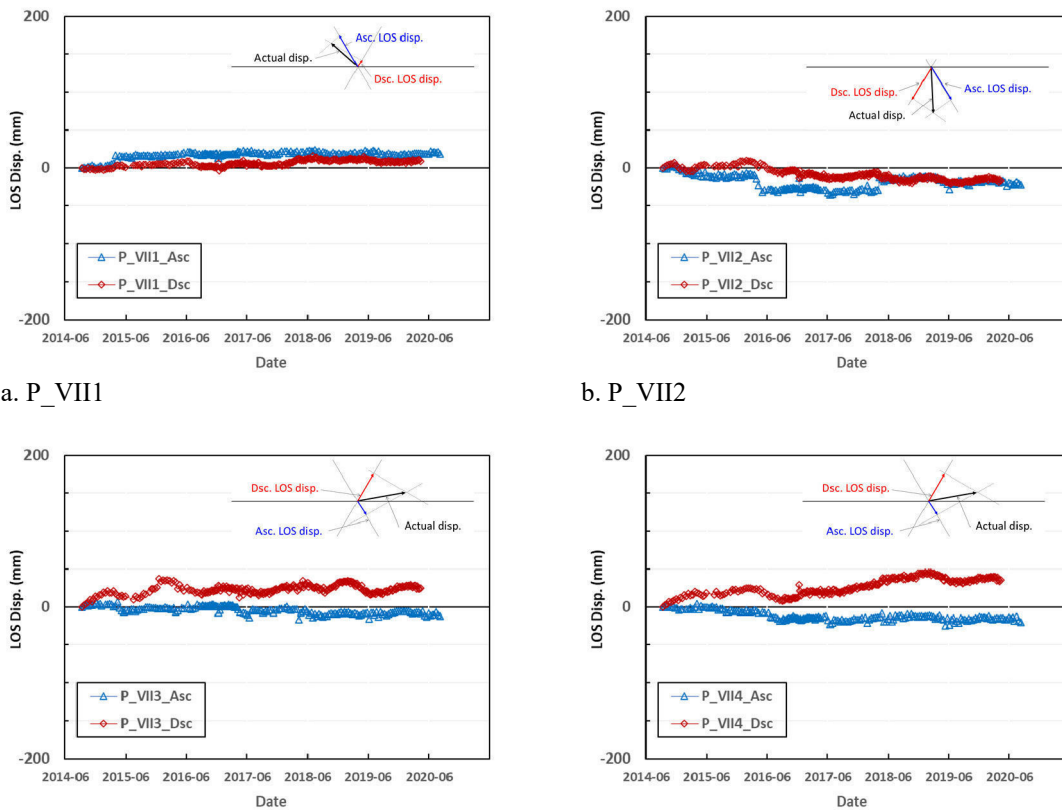 200
Asc. LOS disp.
Actual disp.
Dsc. LOS disp.
LOS Disp. (mm)
0
P_VII1_Asc
P_VII1_Dsc
-200
2014-06 2015-06 2016-06 2017-06 2018-06 2019-06 2020-06
Date
a. P_VII1
200
Dsc. LOS disp.
Asc. LOS disp.
Actual disp.
LOS Disp. (mm)
0
P_VII2_Asc
P_VII2_Dsc
-200
2014-06 2015-06 2016-06 2017-06 2018-06 2019-06 2020-06
Date
b. P_VII2
200
Dsc. LOS disp.
Asc. LOS disp.
Actual disp.
LOS Disp. (mm)
0
P_VII3_Asc
P_VII3_Dsc
-200
2014-06 2015-06 2016-06 2017-06 2018-06 2019-06 2020-06
Date
200
Dsc. LOS disp.
Asc. LOS disp.
Actual disp.
LOS Disp. (mm)
0
P_VII4_Asc
P_VII4_Dsc
-200
2014-06 2015-06 2016-06 2017-06 2018-06 2019-06 2020-06
Date